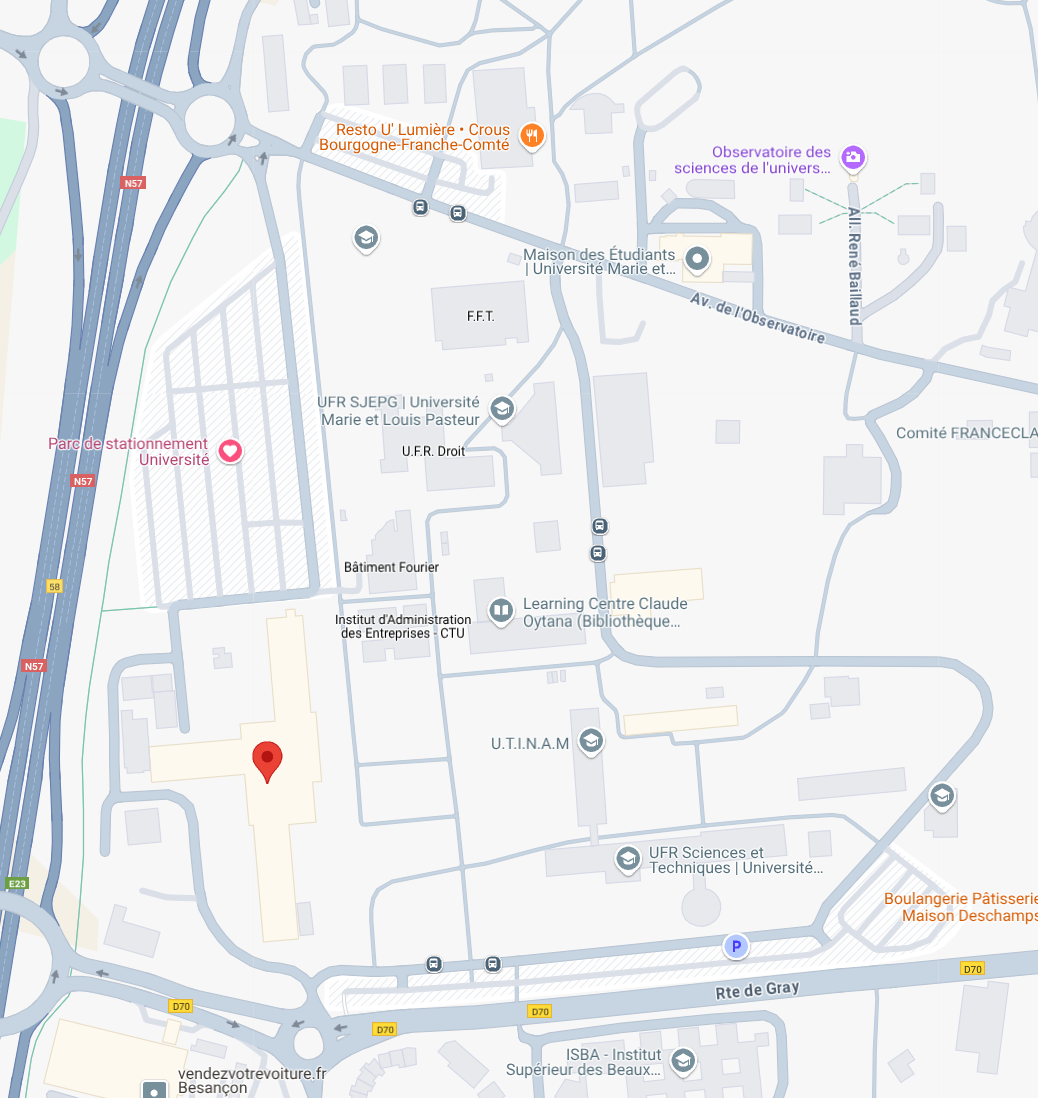 Resto U' Lumière • Crous
Bourgogne-Franche-Comté
Observatoire des
sciences de l'univers...
N57
All. René Baillaud
Maison des Étudiants
| Université Marie et...
Av. de l'Observatoire
F.F.T.
UFR SJEPG | Université
Marie et Louis Pasteur
U.F.R. Droit
Comité FRANCECLA
Parc de stationnement
Université
N57
Bâtiment Fourier
58
Learning Centre Claude
Oytana (Bibliothèque...
Institut d'Administration
des Entreprises - CTU
N57
U.T.I.N.A.M
UFR Sciences et
Techniques | Université...
E23
Boulangerie Pâtisserie
Maison Deschamps
P
D70
Rte de Gray
D70
D70
D70
ISBA - Institut
Supérieur des Beaux...
vendezvotrevoiture.fr
Besançon